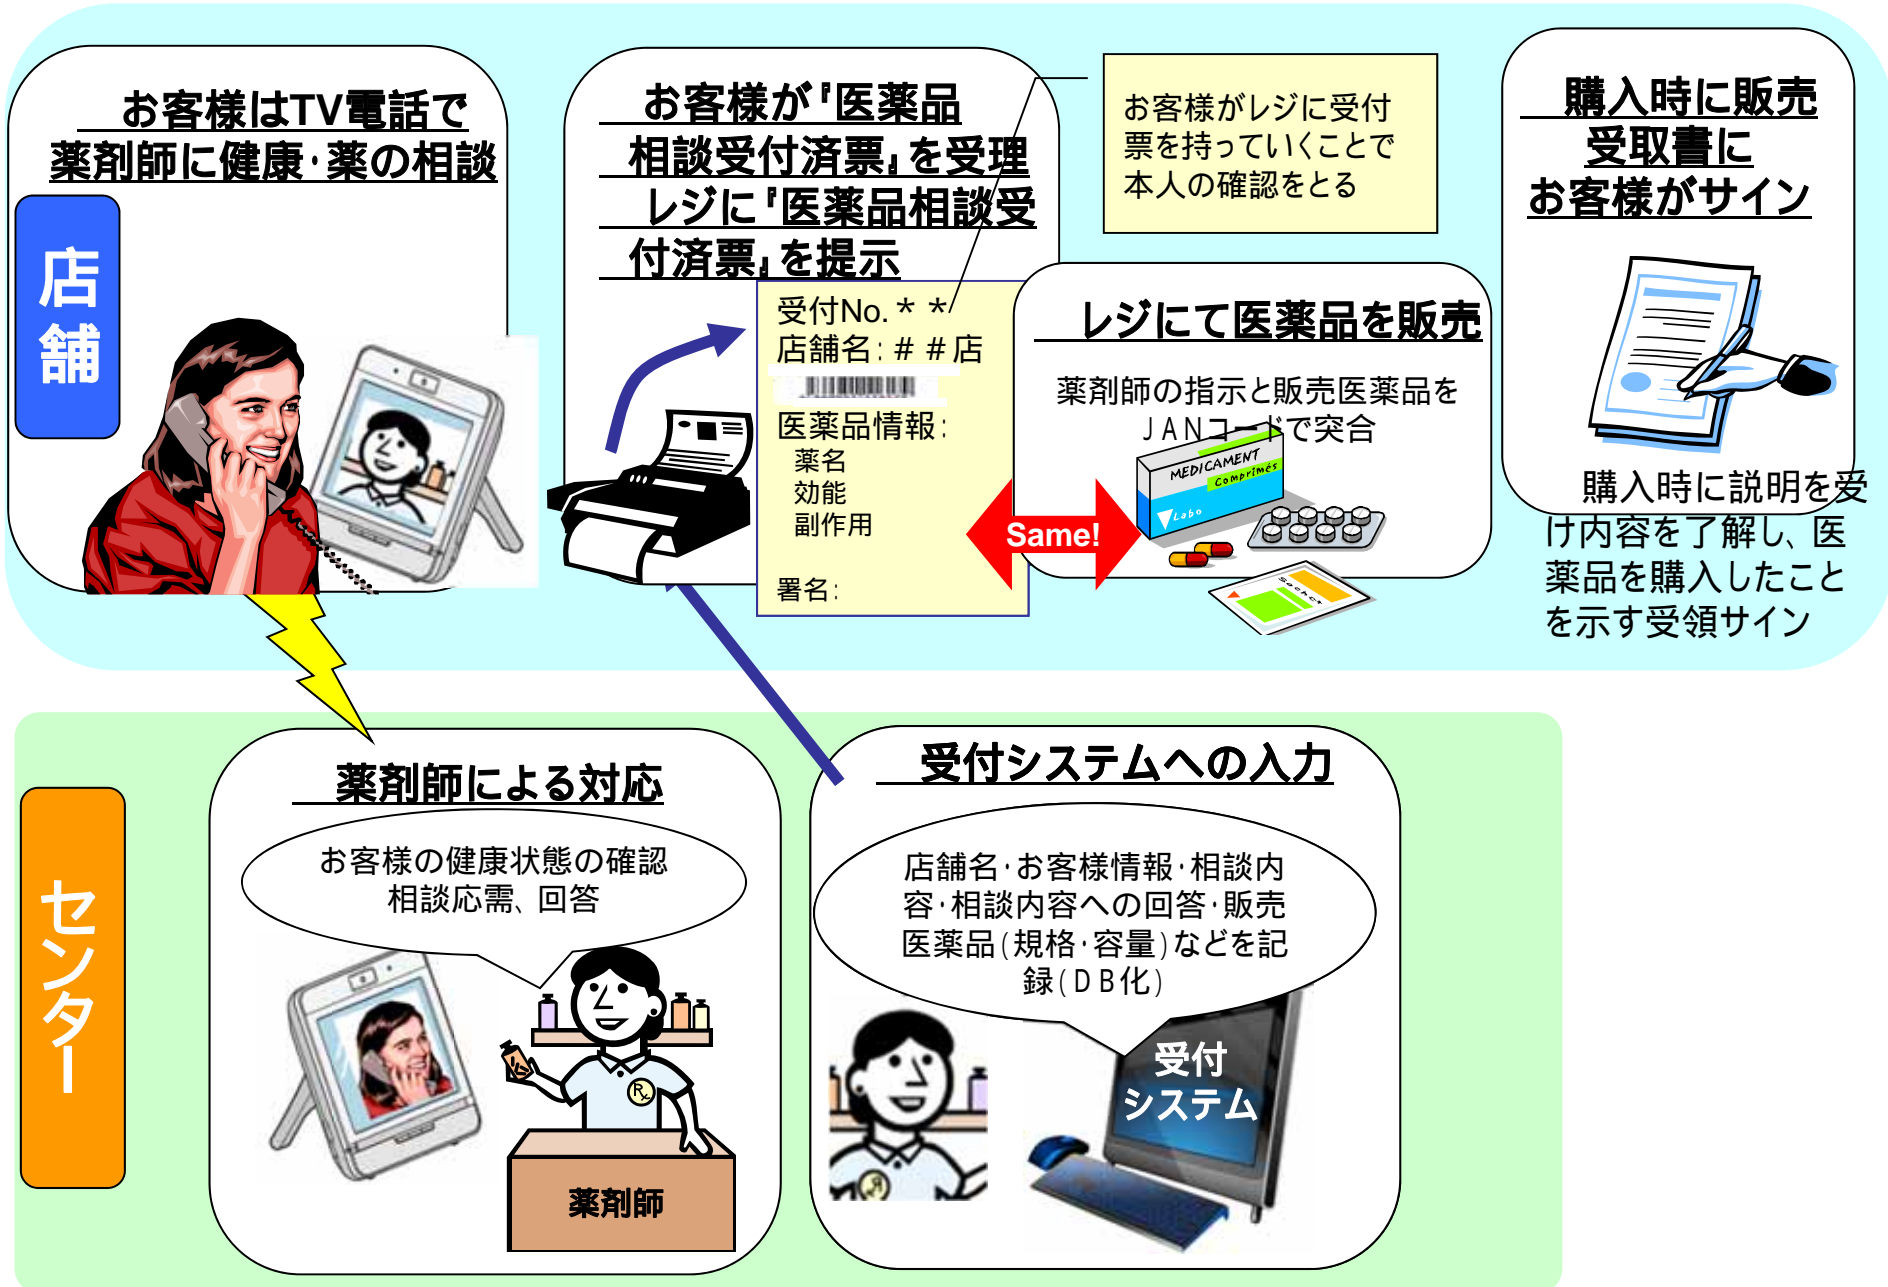 お客様はTV電話で
薬剤師に健康・薬の相談
店舗
お客様が『医薬品
相談受付済票』を受理
レジに『医薬品相談受
付済票』を提示
受付No.＊＊
店舗名：＃＃店
医薬品情報：
薬名
効能
副作用
署名：
お客様がレジに受付
票を持っていくことで
本人の確認をとる
レジにて医薬品を販売
薬剤師の指示と販売医薬品を
JANコードで突合
Same!
MEDICAMENT
Comprimés
Labo
Sachet
購入時に販売
受取書に
お客様がサイン
購入時に説明を受
け内容を了解し、医
薬品を購入したこと
を示す受領サイン
センター
薬剤師による対応
お客様の健康状態の確認
相談応需、回答
薬剤師
受付システムへの入力
店舗名・お客様情報・相談内
容・相談内容への回答・販売
医薬品(規格・容量)などを記
録(DB化)
受付
システム